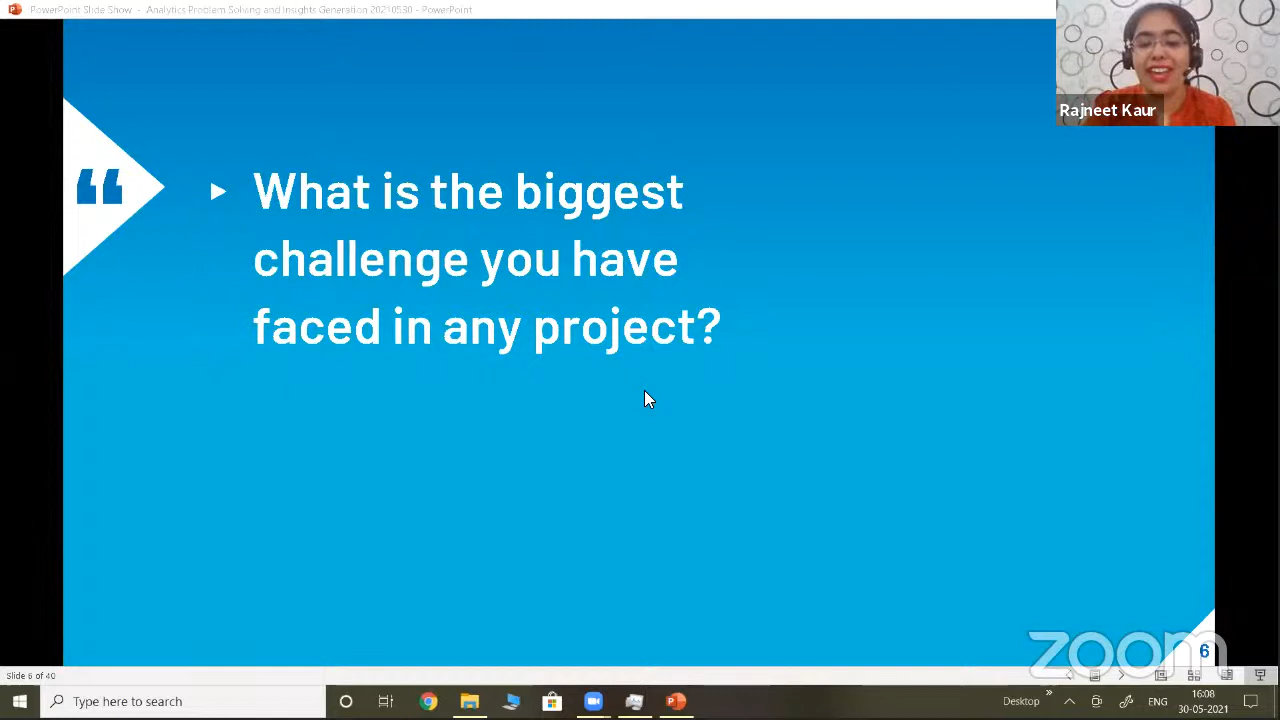 PowerPoint Slide Show - Analytics Problem Solving and Insights Generation 20210530 - PowerPoint
Rajneet Kaur
“
What is the biggest
challenge you have
faced in any project?
zoom
6
Slide 6 of 40
Type here to search
Desktop
ENG
16:08
30-05-2021